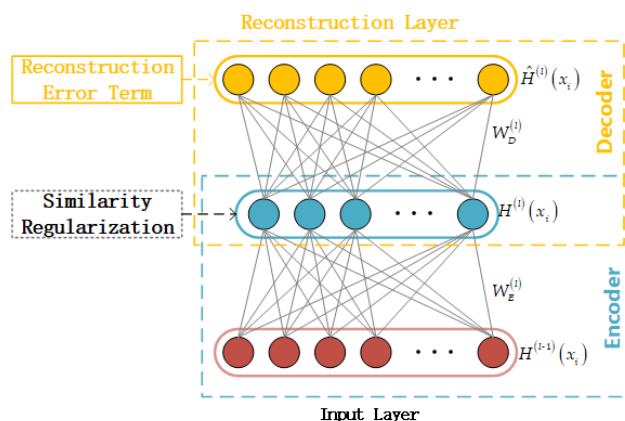 Reconstruction Layer
Reconstruction
Error Term
Ĥ^(l)(x_i)
W_D^(l)
Decoder
Similarity
Regularization
H^(l)(x_i)
W_E^(l)
Encoder
H^(l-1)(x_i)
Input Layer